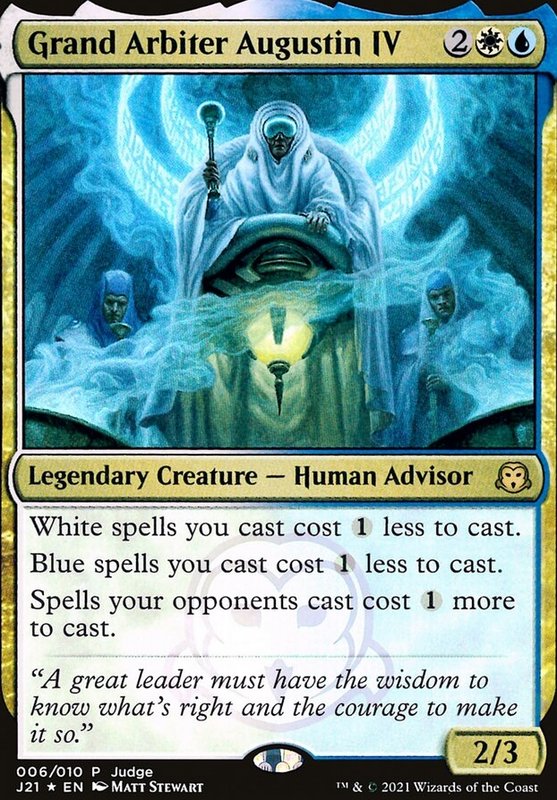 Grand Arbiter Augustin IV 2
Legendary Creature — Human Advisor
White spells you cast cost 1 less to cast.
Blue spells you cast cost 1 less to cast.
Spells your opponents cast cost 1 more
to cast.
“A great leader must have the wisdom to
know what’s right and the courage to make
it so.”
2/3
006/010 P Judge
J21 ★ EN Matt Stewart
™ & © 2021 Wizards of the Coast